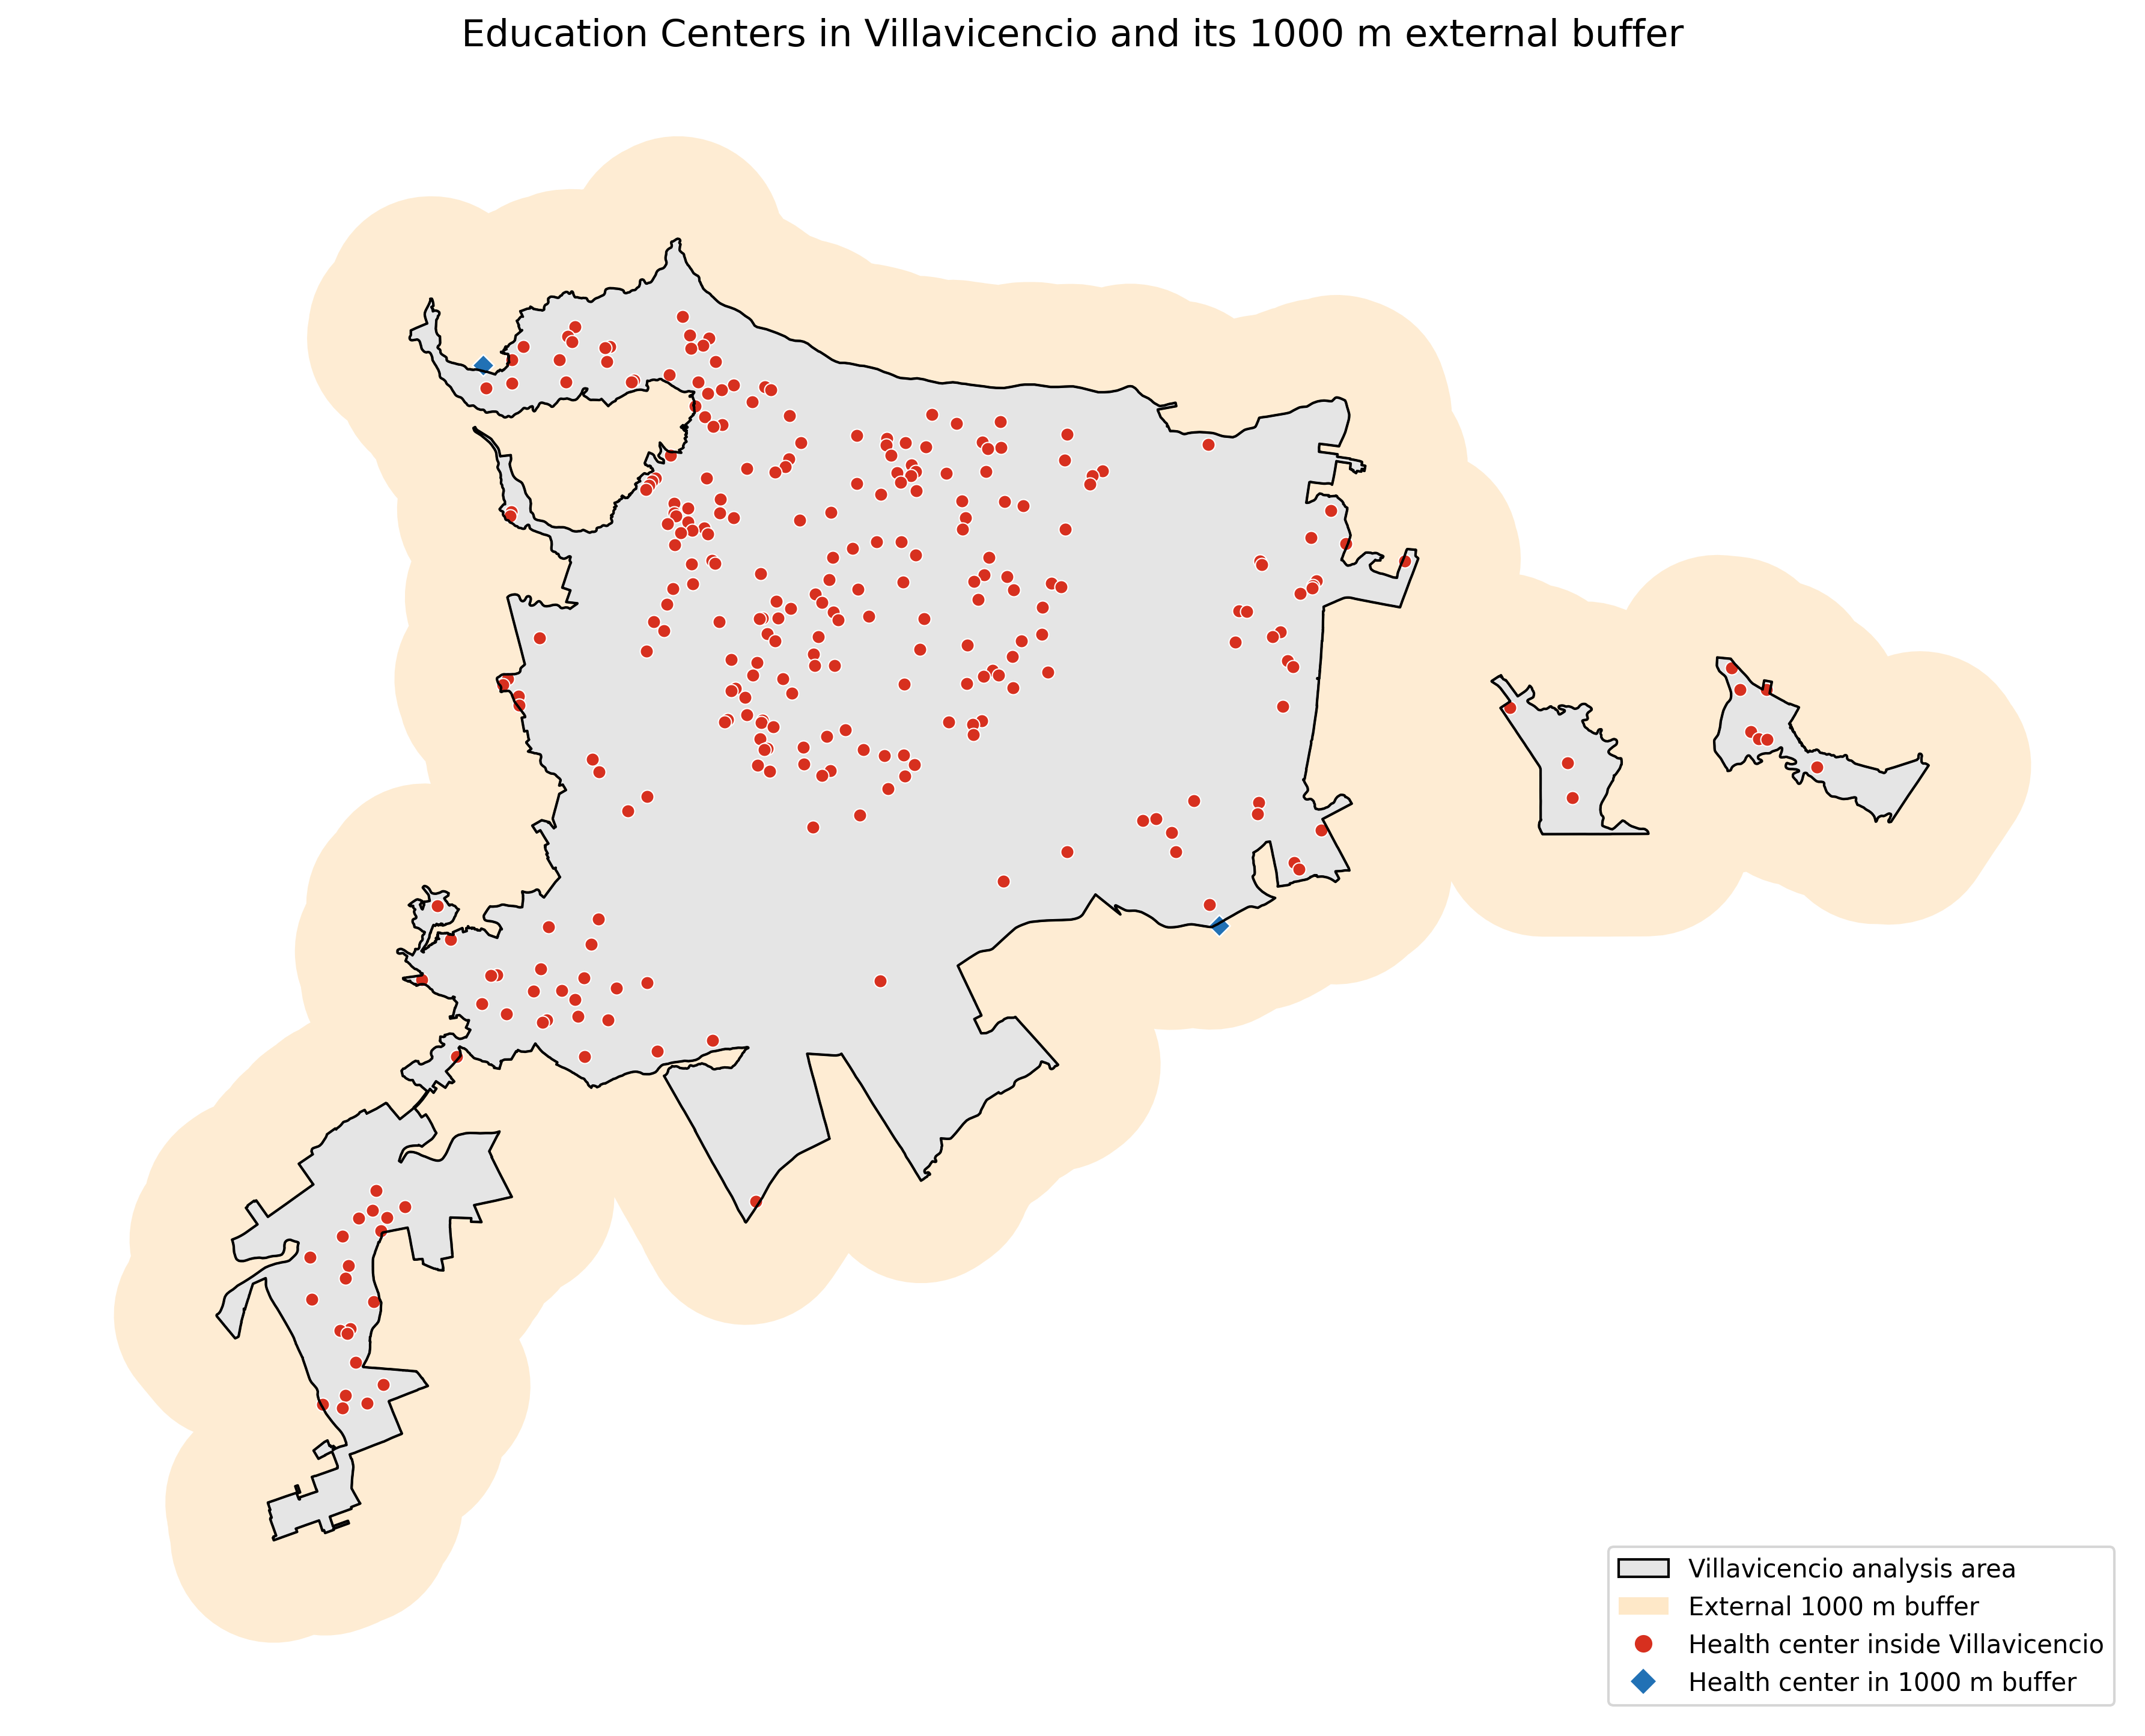 Education Centers in Villavicencio and its 1000 m external buffer
Villavicencio analysis area
External 1000 m buffer
Health center inside Villavicencio
Health center in 1000 m buffer